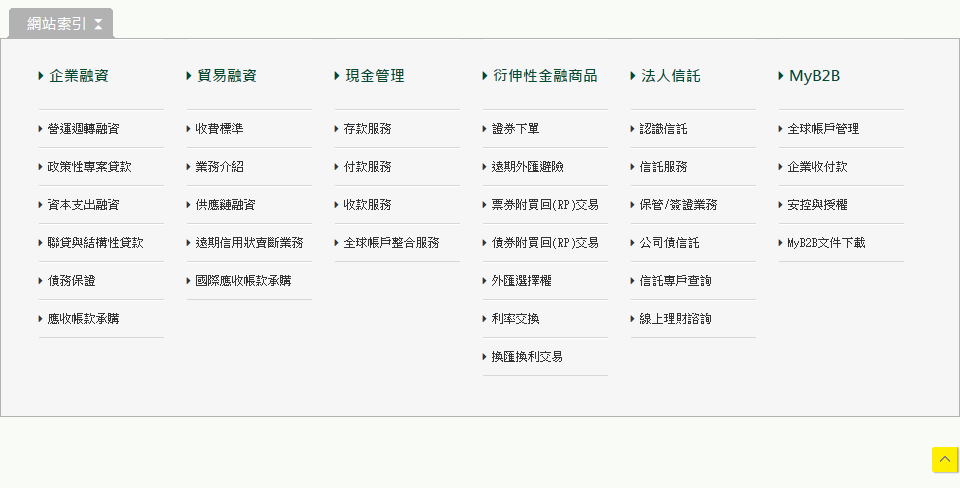 網站索引
企業融資
營運週轉融資
政策性專案貸款
資本支出融資
聯貸與結構性貸款
債務保證
應收帳款承購
貿易融資
收費標準
業務介紹
供應鏈融資
遠期信用狀賣斷業務
國際應收帳款承購
現金管理
存款服務
付款服務
收款服務
全球帳戶整合服務
衍伸性金融商品
證券下單
遠期外匯避險
票券附買回(RP)交易
債券附買回(RP)交易
外匯選擇權
利率交換
換匯換利交易
法人信託
認識信託
信託服務
保管/簽證業務
公司債信託
信託專戶查詢
線上理財諮詢
MyB2B
全球帳戶管理
企業收付款
安控與授權
MyB2B文件下載